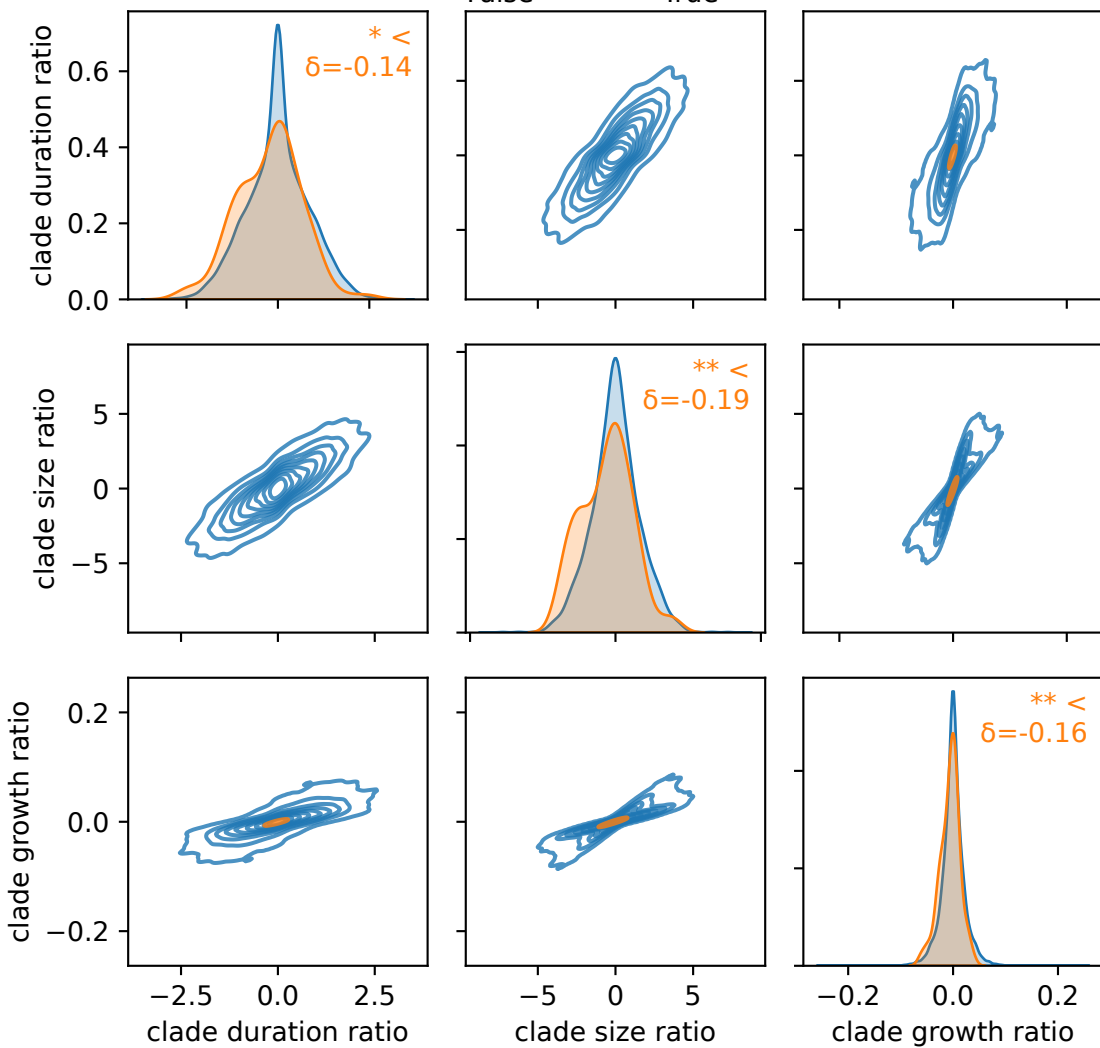 * <
δ=-0.14
clade duration ratio
0.6
0.4
0.2
0.0
** <
δ=-0.19
clade size ratio
5
0
−5
** <
δ=-0.16
clade growth ratio
0.2
0.0
−0.2
−2.5 0.0 2.5 −5 0 5 −0.2 0.0 0.2
clade duration ratio clade size ratio clade growth ratio